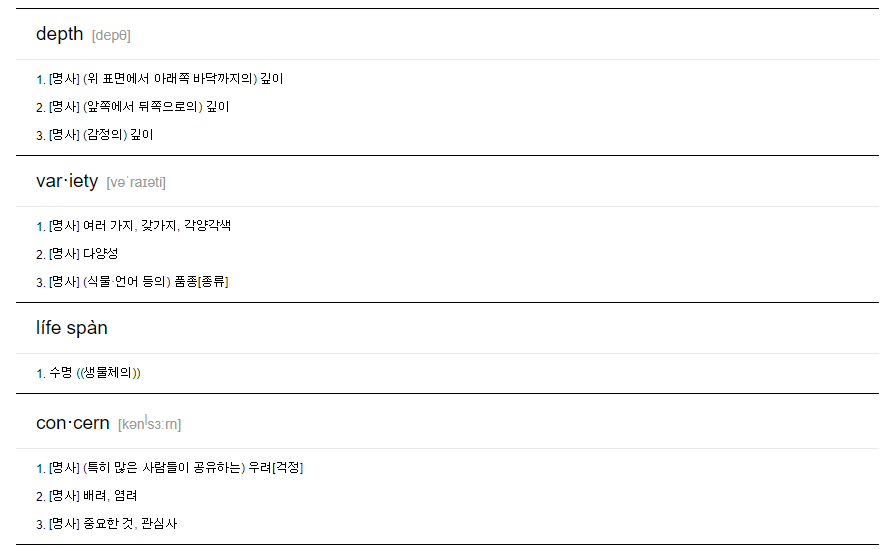 depth [depθ]
1. [명사] (위 표면에서 아래쪽 바닥까지의) 깊이
2. [명사] (앞쪽에서 뒤쪽으로의) 깊이
3. [명사] (감정의) 깊이
var·iety [vəˈraɪəti]
1. [명사] 여러 가지, 갖가지, 각양각색
2. [명사] 다양성
3. [명사] (식물·언어 등의) 품종[종류]
lífe spàn
1. 수명 ((생물체의))
con·cern [kən|sɜːrn]
1. [명사] (특히 많은 사람들이 공유하는) 우려[걱정]
2. [명사] 배려, 염려
3. [명사] 중요한 것, 관심사